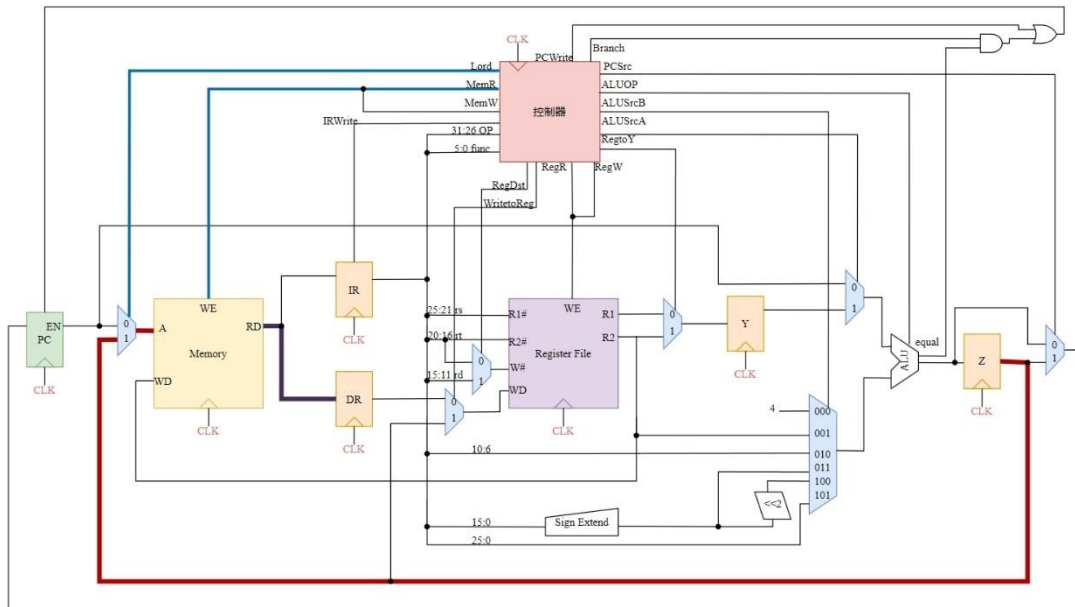 CLK
PCWrite
Branch
Lord
PCSrc
MemR
ALUOP
MemW
控制器
ALUSrcB
IRWrite
ALUSrcA
31:26 OP
RegtoY
5:0 func
RegR
RegW
RegDst
WritetoReg
IR
CLK
WE
RD
A
Memory
WD
CLK
EN
PC
CLK
0
1
25:21 rs
20:16 rt
15:11 rd
0
1
0
1
DR
CLK
WE
R1#
R1
R2#
R2
Register File
W#
WD
CLK
0
1
Y
CLK
0
1
equal
ALU
Z
CLK
0
1
4
000
001
010
011
100
101
10:6
<<2
15:0
Sign Extend
25:0